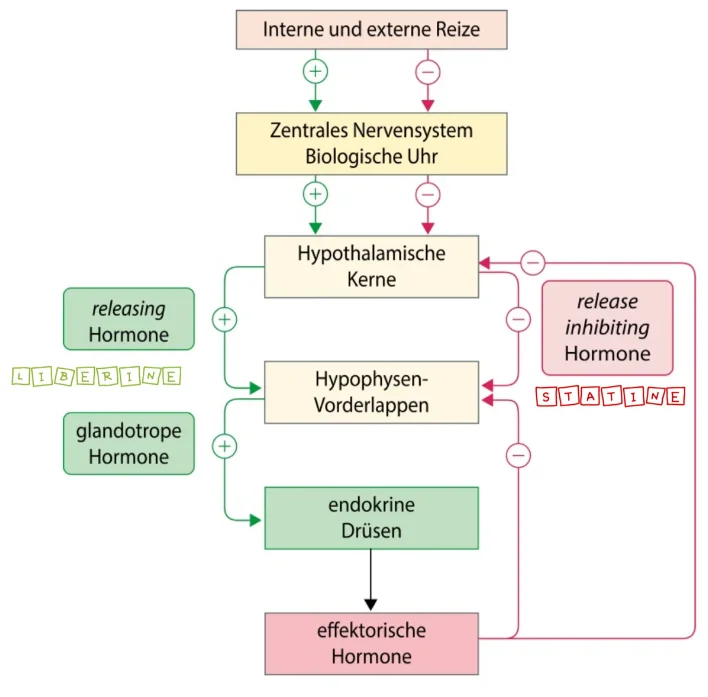 Interne und externe Reize
+
−
Zentrales Nervensystem
Biologische Uhr
+
−
Hypothalamische
Kerne
−
releasing
Hormone
+
−
release
inhibiting
Hormone
LIBERINE
Hypophysen-
Vorderlappen
STATINE
glandotrope
Hormone
+
−
endokrine
Drüsen
effektorische
Hormone